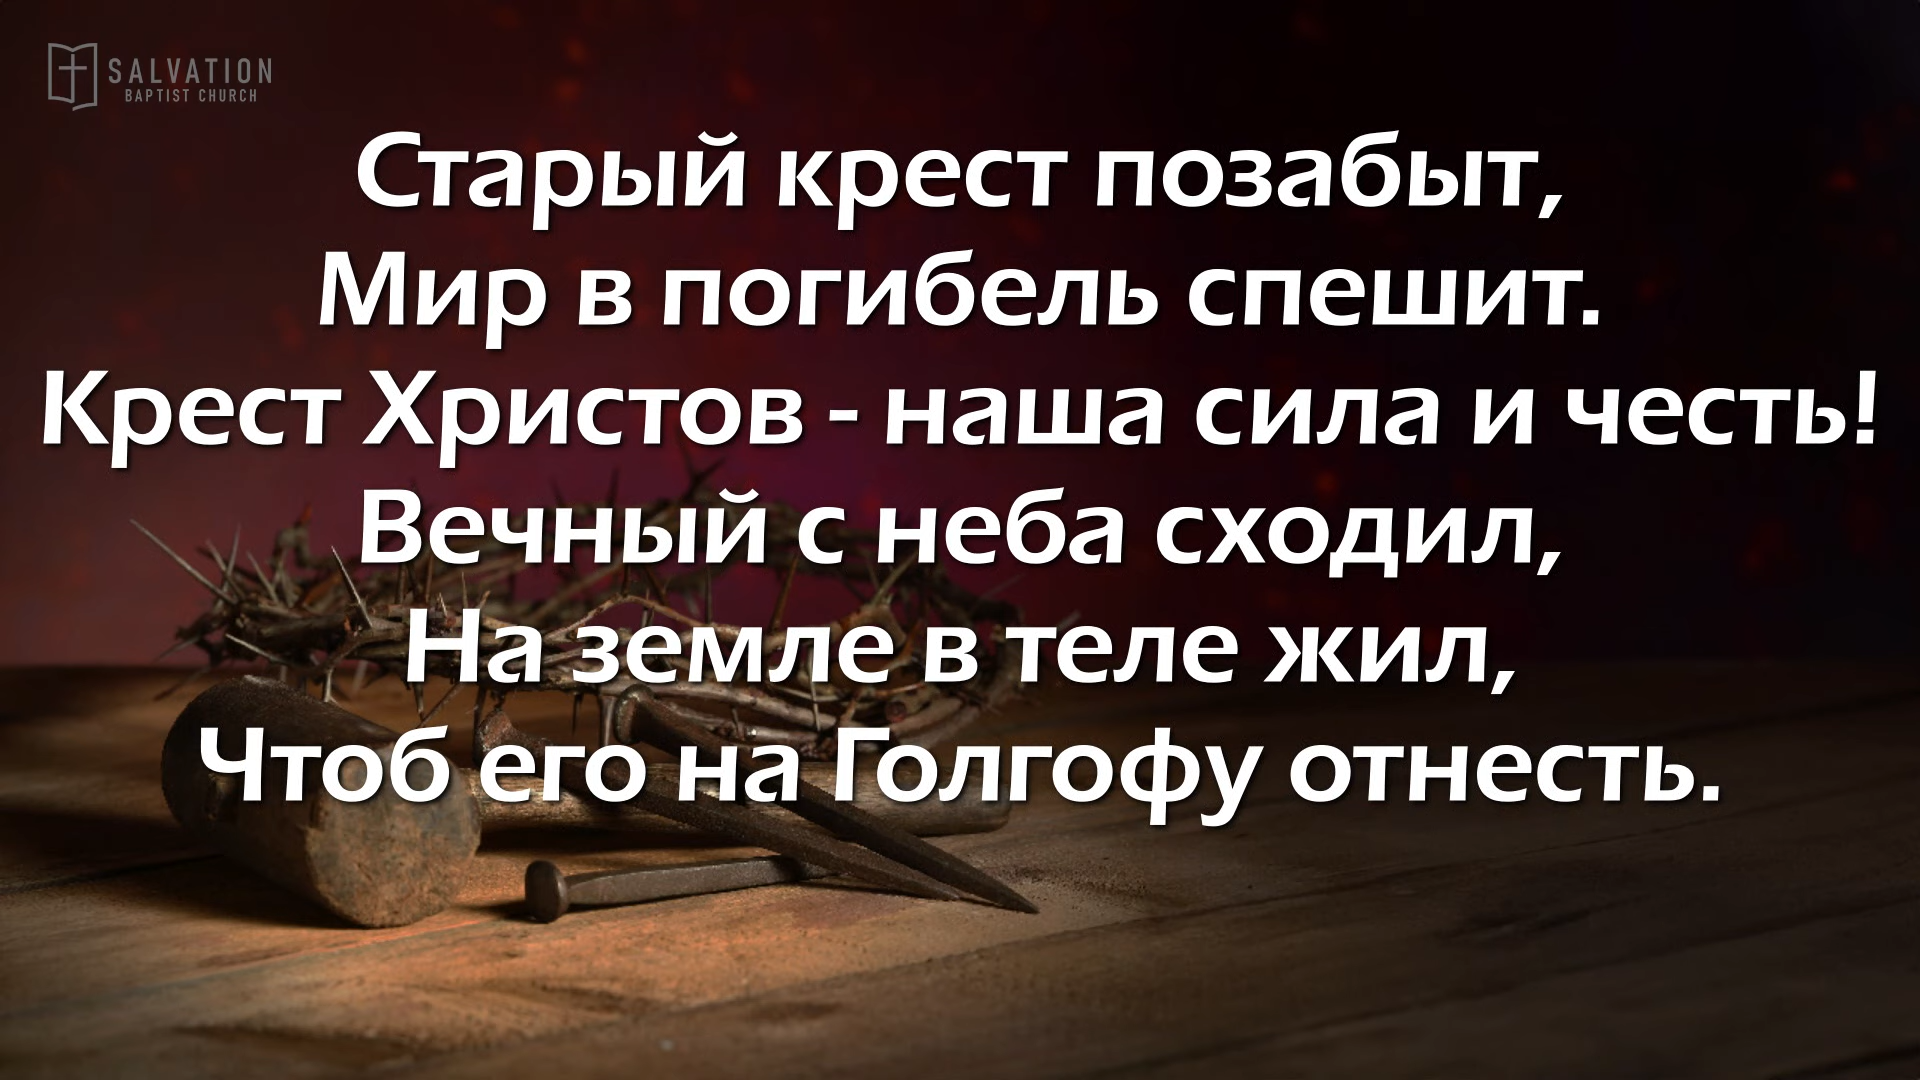 SALVATION
BAPTIST CHURCH
Старый крест позабыт,
Мир в погибель спешит.
Крест Христов - наша сила и честь!
Вечный с неба сходил,
На земле в теле жил,
Чтоб его на Голгофу отнесть.